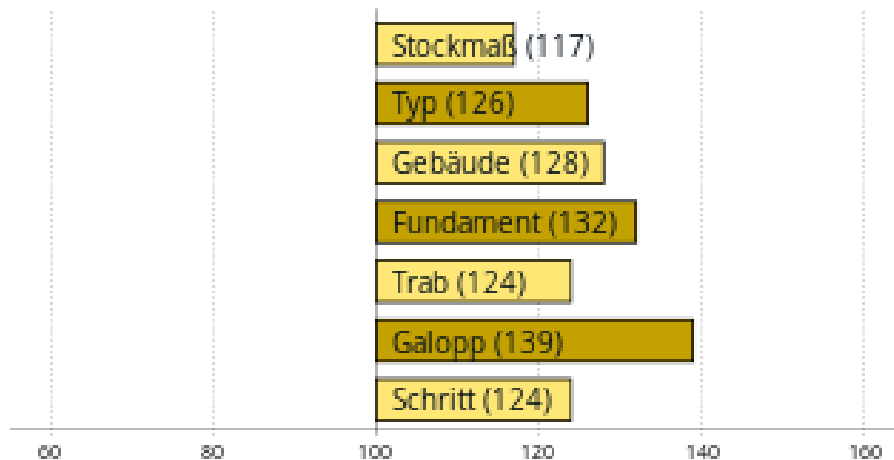 Stockmaß (117)
Typ (126)
Gebäude (128)
Fundament (132)
Trab (124)
Galopp (139)
Schritt (124)
60 80 100 120 140 160